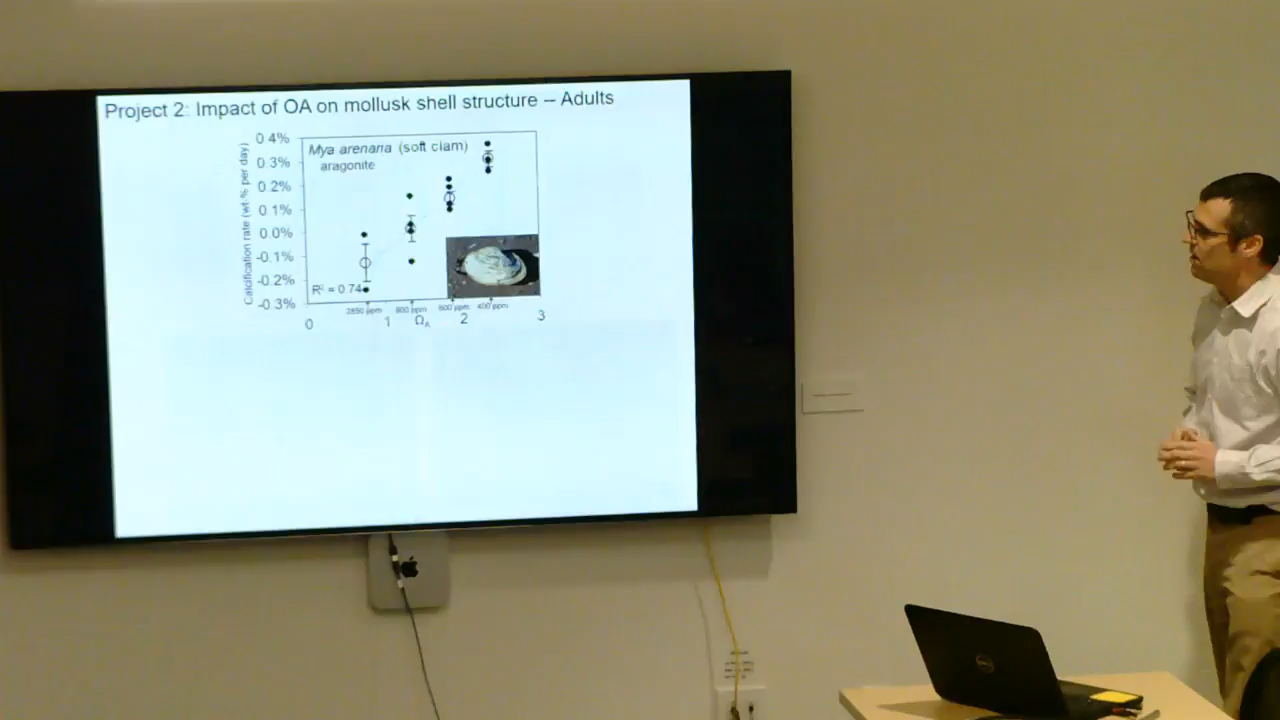 Project 2: Impact of OA on mollusk shell structure – Adults
Mya arenaria (soft clam)
aragonite
Calcification rate (wt-% per day)
0.4%
0.3%
0.2%
0.1%
0.0%
-0.1%
-0.2%
-0.3%
R² = 0.74
2850 ppm 900 ppm 600 ppm 400 ppm
0 1 Ω_A 2 3
DELL